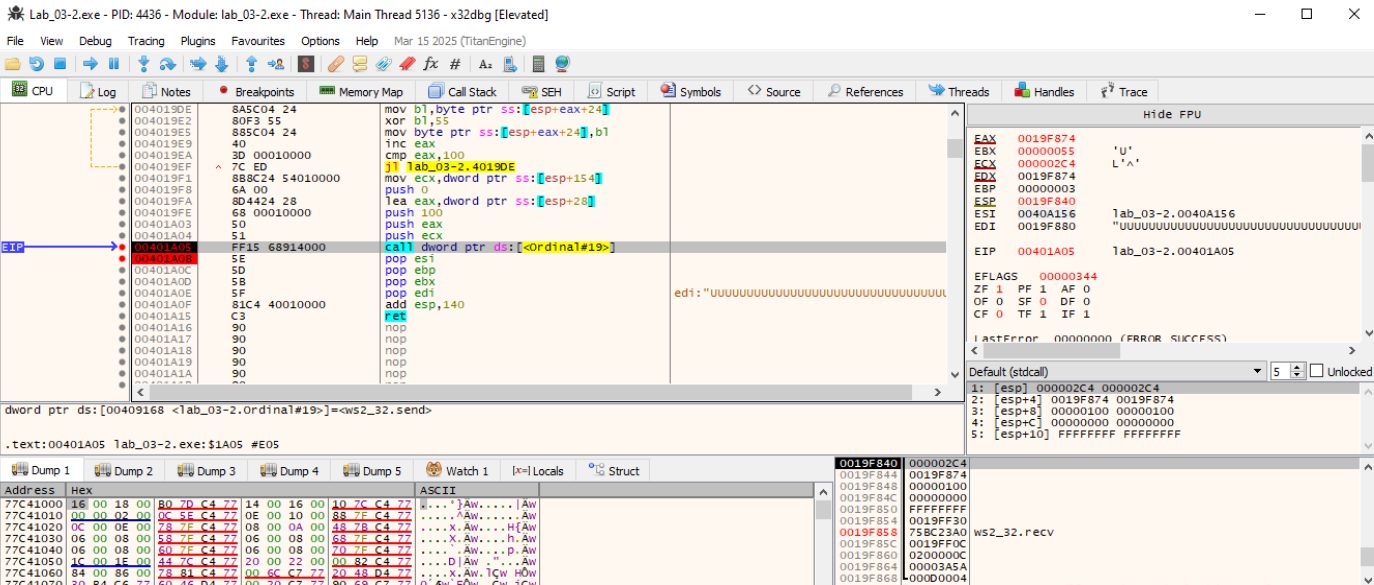 Lab_03-2.exe - PID: 4436 - Module: lab_03-2.exe - Thread: Main Thread 5136 - x32dbg [Elevated]
File View Debug Tracing Plugins Favourites Options Help Mar 15 2025 (TitanEngine)
CPU Log Notes Breakpoints Memory Map Call Stack SEH Script Symbols Source References Threads Handles Trace
004019DE 8A5C04 24 mov bl,byte ptr ss:[esp+eax+24]
004019E2 80F3 55 xor bl,55
004019E5 885C04 24 mov byte ptr ss:[esp+eax+24],bl
004019E9 40 inc eax
004019EA 3D 00010000 cmp eax,100
004019EF ^ 7C ED jl lab_03-2.4019DE
004019F1 8B8C24 54010000 mov ecx,dword ptr ss:[esp+154]
004019F8 6A 00 push 0
004019FA 8D4424 28 lea eax,dword ptr ss:[esp+28]
004019FE 68 00010000 push 100
00401A03 50 push eax
00401A04 51 push ecx
EIP 00401A05 FF15 68914000 call dword ptr ds:[<Ordinal#19>]
00401A0B 5E pop esi
00401A0C 5D pop ebp
00401A0D 5B pop ebx
00401A0E 5F pop edi edi:"UUUUUUUUUUUUUUUUUUUUUUUUUUUUUUUU
00401A0F 81C4 40010000 add esp,140
00401A15 C3 ret
00401A16 90 nop
00401A17 90 nop
00401A18 90 nop
00401A19 90 nop
00401A1A 90 nop
Hide FPU
EAX 0019F874
EBX 00000055 'U'
ECX 000002C4 L'^'
EDX 0019F874
EBP 00000003
ESP 0019F840
ESI 0040A156 lab_03-2.0040A156
EDI 0019F880 "UUUUUUUUUUUUUUUUUUUUUUUUUUUUUUUU
EIP 00401A05 lab_03-2.00401A05
EFLAGS 00000344
ZF 1 PF 1 AF 0
OF 0 SF 0 DF 0
CF 0 TF 1 IF 1
LastError 00000000 (ERROR_SUCCESS)
Default (stdcall) 5 Unlocked
1: [esp] 000002C4 000002C4
2: [esp+4] 0019F874 0019F874
3: [esp+8] 00000100 00000100
4: [esp+C] 00000000 00000000
5: [esp+10] FFFFFFFF FFFFFFFF
dword ptr ds:[00409168 <lab_03-2.Ordinal#19>]=<ws2_32.send>
.text:00401A05 lab_03-2.exe:$1A05 #E05
Dump 1 Dump 2 Dump 3 Dump 4 Dump 5 Watch 1 [x=] Locals Struct
Address Hex ASCII
77C41000 16 00 18 00 B0 7D C4 77 14 00 16 00 10 7C C4 77 ....°}Äw.....|Äw
77C41010 00 00 02 00 0C 5E C4 77 0E 00 10 00 88 7F C4 77 .....^Äw......Äw
77C41020 0C 00 0E 00 78 7F C4 77 08 00 0A 00 48 7B C4 77 ....x.Äw....H{Äw
77C41030 06 00 08 00 58 7F C4 77 06 00 08 00 68 7F C4 77 ....X.Äw....h.Äw
77C41040 06 00 08 00 60 7F C4 77 06 00 08 00 70 7F C4 77 ....`.Äw....p.Äw
77C41050 1C 00 1E 00 44 7C C4 77 20 00 22 00 00 82 C4 77 ....D|Äw ."...Äw
77C41060 84 00 86 00 78 81 C4 77 00 6C C7 77 20 48 D4 77 ....x.Äw.lÇw HÔw
0019F840 000002C4
0019F844 0019F874
0019F848 00000100
0019F84C 00000000
0019F850 FFFFFFFF
0019F854 0019FF30
0019F858 75BC23A0 ws2_32.recv
0019F85C 0019FF0C
0019F860 0200000C
0019F864 00003A5A
0019F868 000D0004